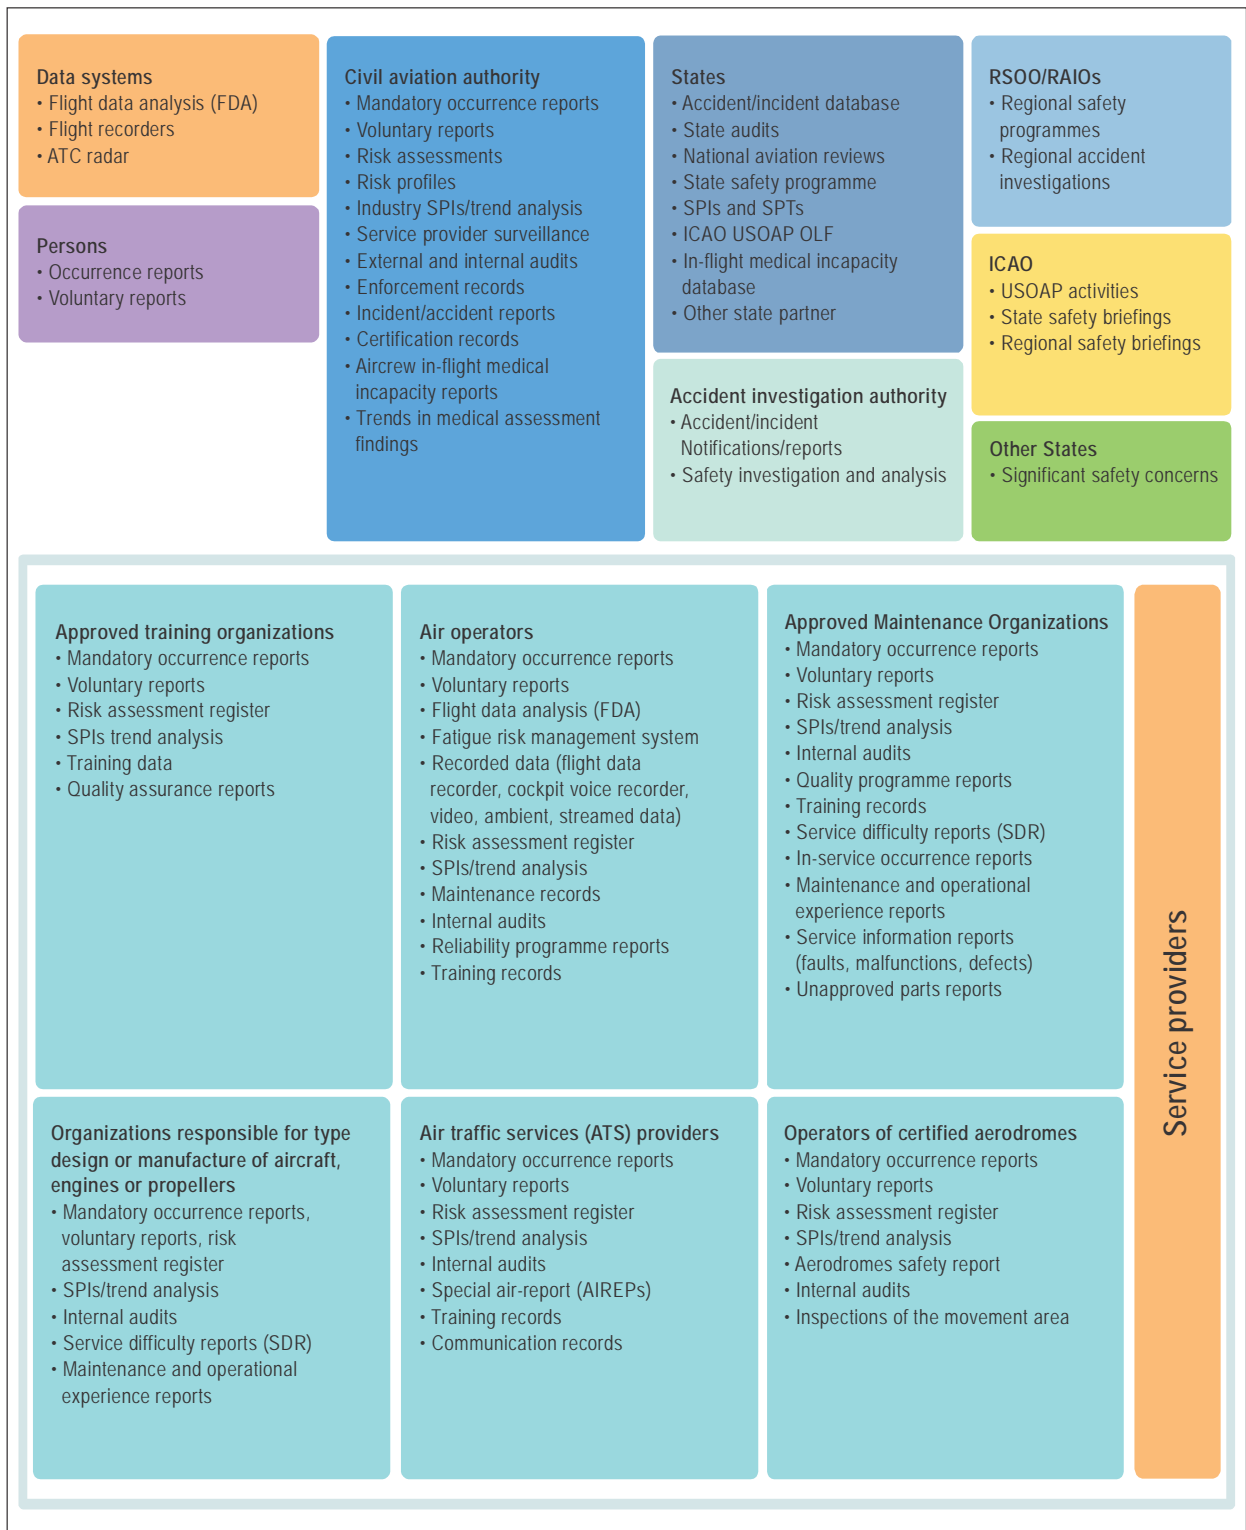 Data systems
• Flight data analysis (FDA)
• Flight recorders
• ATC radar
Persons
• Occurrence reports
• Voluntary reports
Civil aviation authority
• Mandatory occurrence reports
• Voluntary reports
• Risk assessments
• Risk profiles
• Industry SPIs/trend analysis
• Service provider surveillance
• External and internal audits
• Enforcement records
• Incident/accident reports
• Certification records
• Aircrew in-flight medical
incapacity reports
• Trends in medical assessment
findings
States
• Accident/incident database
• State audits
• National aviation reviews
• State safety programme
• SPIs and SPTs
• ICAO USOAP OLF
• In-flight medical incapacity
database
• Other state partner
Accident investigation authority
• Accident/incident
Notifications/reports
• Safety investigation and analysis
RSOO/RAIOs
• Regional safety
programmes
• Regional accident
investigations
ICAO
• USOAP activities
• State safety briefings
• Regional safety briefings
Other States
• Significant safety concerns
Approved training organizations
• Mandatory occurrence reports
• Voluntary reports
• Risk assessment register
• SPIs trend analysis
• Training data
• Quality assurance reports
Air operators
• Mandatory occurrence reports
• Voluntary reports
• Flight data analysis (FDA)
• Fatigue risk management system
• Recorded data (flight data
recorder, cockpit voice recorder,
video, ambient, streamed data)
• Risk assessment register
• SPIs/trend analysis
• Maintenance records
• Internal audits
• Reliability programme reports
• Training records
Approved Maintenance Organizations
• Mandatory occurrence reports
• Voluntary reports
• Risk assessment register
• SPIs/trend analysis
• Internal audits
• Quality programme reports
• Training records
• Service difficulty reports (SDR)
• In-service occurrence reports
• Maintenance and operational
experience reports
• Service information reports
(faults, malfunctions, defects)
• Unapproved parts reports
Organizations responsible for type
design or manufacture of aircraft,
engines or propellers
• Mandatory occurrence reports,
voluntary reports, risk
assessment register
• SPIs/trend analysis
• Internal audits
• Service difficulty reports (SDR)
• Maintenance and operational
experience reports
Air traffic services (ATS) providers
• Mandatory occurrence reports
• Voluntary reports
• Risk assessment register
• SPIs/trend analysis
• Internal audits
• Special air-report (AIREPs)
• Training records
• Communication records
Operators of certified aerodromes
• Mandatory occurrence reports
• Voluntary reports
• Risk assessment register
• SPIs/trend analysis
• Aerodromes safety report
• Internal audits
• Inspections of the movement area
Service providers